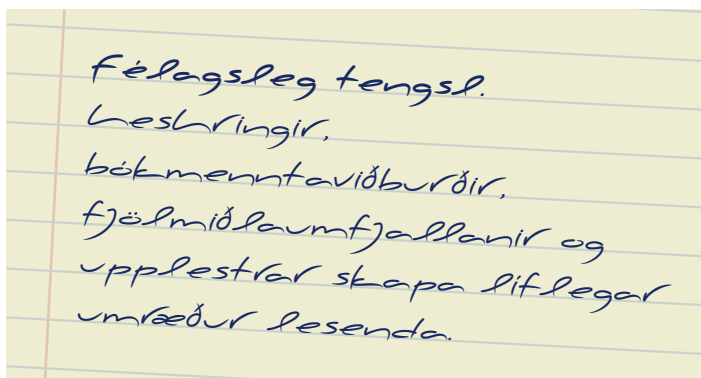 Félagsleg tengsl.
Leshringir,
bókmenntaviðburðir,
fjölmiðlaumfjallanir og
upplestrar skapa líflegar
umræður lesenda.